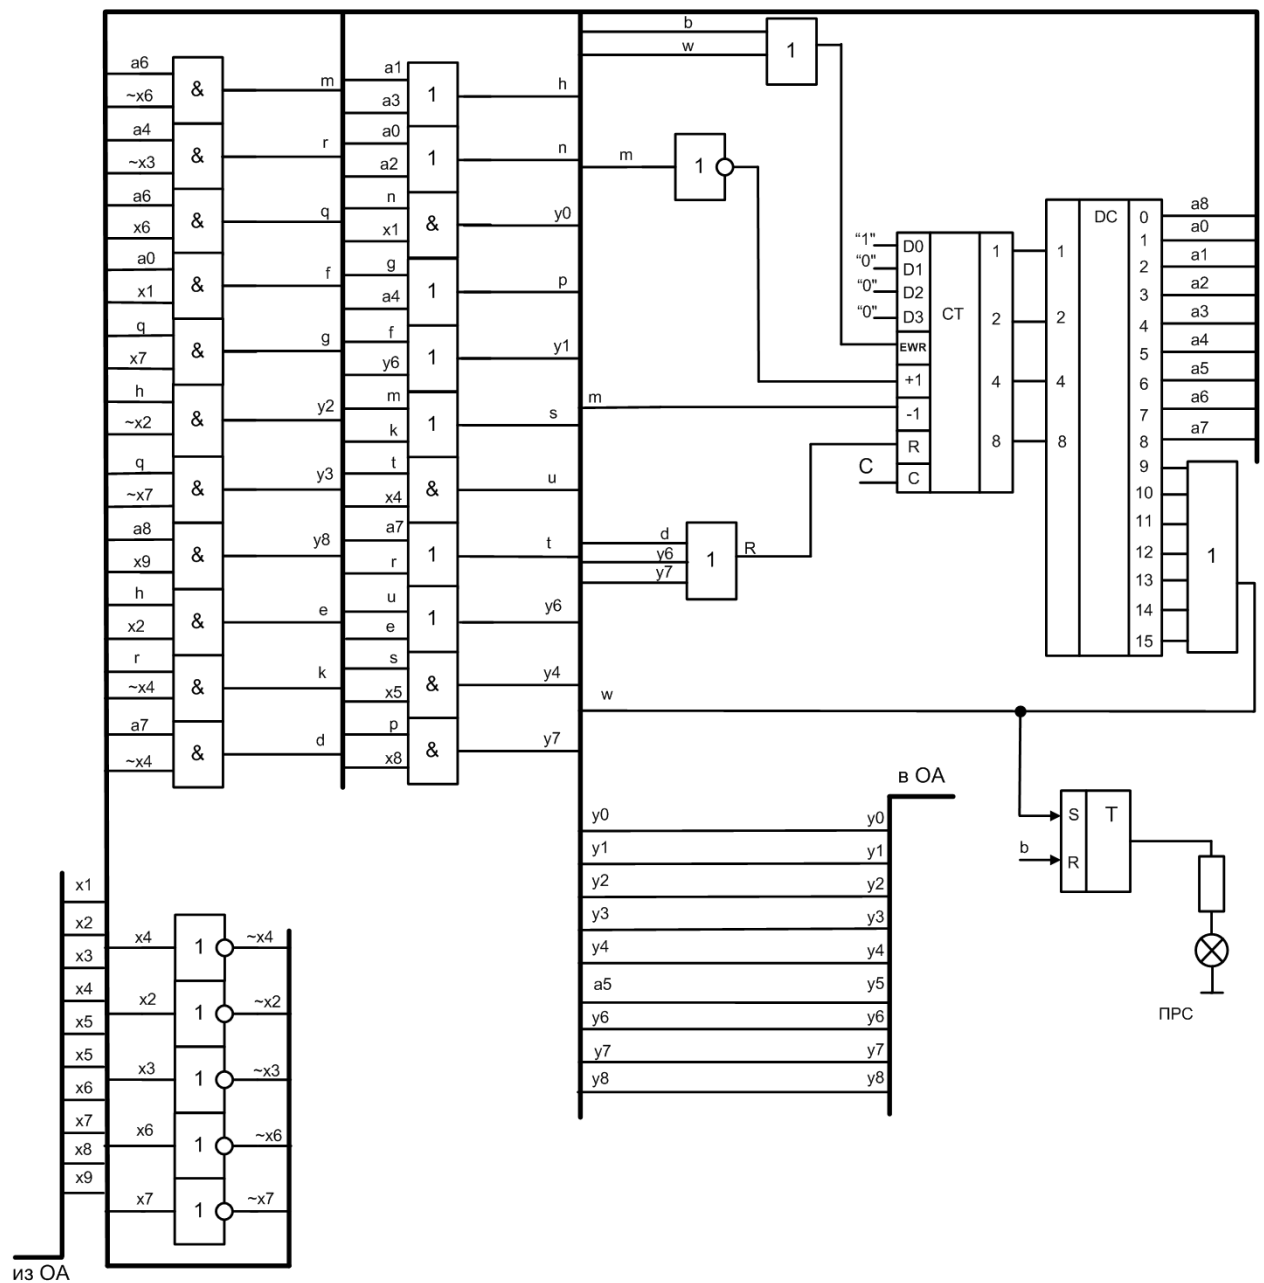 a6
~x6
&
m
a4
~x3
&
r
a6
x6
&
q
a0
x1
&
f
q
x7
&
g
h
~x2
&
y2
q
~x7
&
y3
a8
x9
&
y8
h
x2
&
e
r
~x4
&
k
a7
~x4
&
d
a1
a3
1
h
a0
a2
1
n
n
x1
&
y0
g
a4
1
p
f
y6
1
y1
m
k
1
s
t
x4
&
u
a7
r
1
t
u
e
1
y6
s
x5
&
y4
p
x8
&
y7
b
w
1
m
1
m
"1"
"0"
"0"
"0"
D0
D1
D2
D3
EWR
+1
-1
R
C
C
CT
1
2
4
8
1
2
4
8
DC
0
1
2
3
4
5
6
7
8
9
10
11
12
13
14
15
a8
a0
a1
a2
a3
a4
a5
a6
a7
1
d
y6
y7
1
R
w
y0 y0
y1 y1
y2 y2
y3 y3
y4 y4
a5 y5
y6 y6
y7 y7
y8 y8
в ОА
b
S
R
T
ПРС
x1
x2
x3
x4
x5
x5
x6
x7
x8
x9
из ОА
x4 1 ~x4
x2 1 ~x2
x3 1 ~x3
x6 1 ~x6
x7 1 ~x7